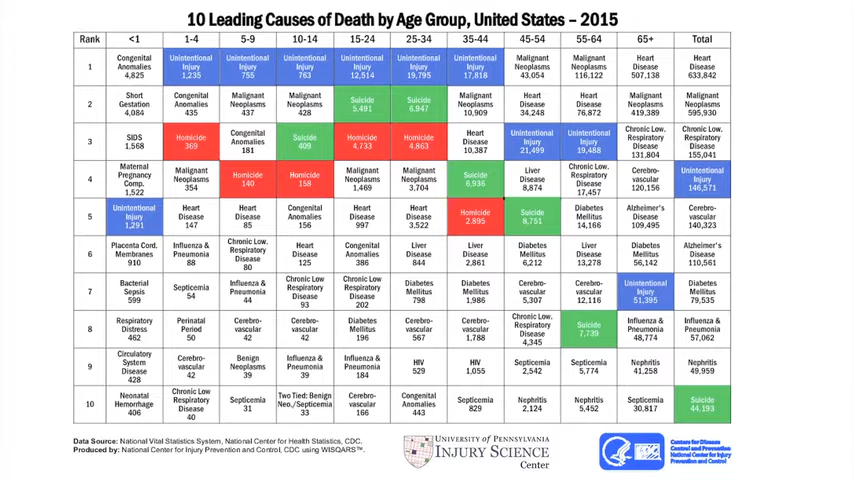 10 Leading Causes of Death by Age Group, United States – 2015
Rank <1 1-4 5-9 10-14 15-24 25-34 35-44 45-54 55-64 65+ Total
1 Congenital Anomalies 4,825 Unintentional Injury 1,235 Unintentional Injury 755 Unintentional Injury 763 Unintentional Injury 12,514 Unintentional Injury 19,795 Unintentional Injury 17,818 Malignant Neoplasms 43,054 Malignant Neoplasms 116,122 Heart Disease 507,138 Heart Disease 633,842
2 Short Gestation 4,084 Congenital Anomalies 435 Malignant Neoplasms 437 Malignant Neoplasms 428 Suicide 5,491 Suicide 6,947 Malignant Neoplasms 10,909 Heart Disease 34,248 Heart Disease 76,872 Malignant Neoplasms 419,389 Malignant Neoplasms 595,930
3 SIDS 1,568 Homicide 369 Congenital Anomalies 181 Suicide 409 Homicide 4,733 Homicide 4,863 Heart Disease 10,387 Unintentional Injury 21,499 Unintentional Injury 19,488 Chronic Low. Respiratory Disease 131,804 Chronic Low. Respiratory Disease 155,041
4 Maternal Pregnancy Comp. 1,522 Malignant Neoplasms 354 Homicide 140 Homicide 158 Malignant Neoplasms 1,469 Malignant Neoplasms 3,704 Suicide 6,936 Liver Disease 8,874 Chronic Low. Respiratory Disease 17,457 Cerebro-vascular 120,156 Unintentional Injury 146,571
5 Unintentional Injury 1,291 Heart Disease 147 Heart Disease 85 Congenital Anomalies 156 Heart Disease 997 Heart Disease 3,522 Homicide 2,895 Suicide 8,751 Diabetes Mellitus 14,166 Alzheimer's Disease 109,495 Cerebro-vascular 140,323
6 Placenta Cord. Membranes 910 Influenza & Pneumonia 88 Chronic Low. Respiratory Disease 80 Heart Disease 125 Congenital Anomalies 386 Liver Disease 844 Liver Disease 2,861 Diabetes Mellitus 6,212 Liver Disease 13,278 Diabetes Mellitus 56,142 Alzheimer's Disease 110,561
7 Bacterial Sepsis 599 Septicemia 54 Influenza & Pneumonia 44 Chronic Low Respiratory Disease 93 Chronic Low Respiratory Disease 202 Diabetes Mellitus 798 Diabetes Mellitus 1,986 Cerebro-vascular 5,307 Cerebro-vascular 12,116 Unintentional Injury 51,395 Diabetes Mellitus 79,535
8 Respiratory Distress 462 Perinatal Period 50 Cerebro-vascular 42 Cerebro-vascular 42 Diabetes Mellitus 196 Cerebro-vascular 567 Cerebro-vascular 1,788 Chronic Low. Respiratory Disease 4,345 Suicide 7,739 Influenza & Pneumonia 48,774 Influenza & Pneumonia 57,062
9 Circulatory System Disease 428 Cerebro-vascular 42 Benign Neoplasms 39 Influenza & Pneumonia 39 Influenza & Pneumonia 184 HIV 529 HIV 1,055 Septicemia 2,542 Septicemia 5,774 Nephritis 41,258 Nephritis 49,959
10 Neonatal Hemorrhage 406 Chronic Low Respiratory Disease 40 Septicemia 31 Two Tied: Benign Neo./Septicemia 33 Cerebro-vascular 166 Congenital Anomalies 443 Septicemia 829 Nephritis 2,124 Nephritis 5,452 Septicemia 30,817 Suicide 44,193
Data Source: National Vital Statistics System, National Center for Health Statistics, CDC.
Produced by: National Center for Injury Prevention and Control, CDC using WISQARS™.
UNIVERSITY OF PENNSYLVANIA
INJURY SCIENCE
Center
CDC
Centers for Disease
Control and Prevention
National Center for Injury
Prevention and Control